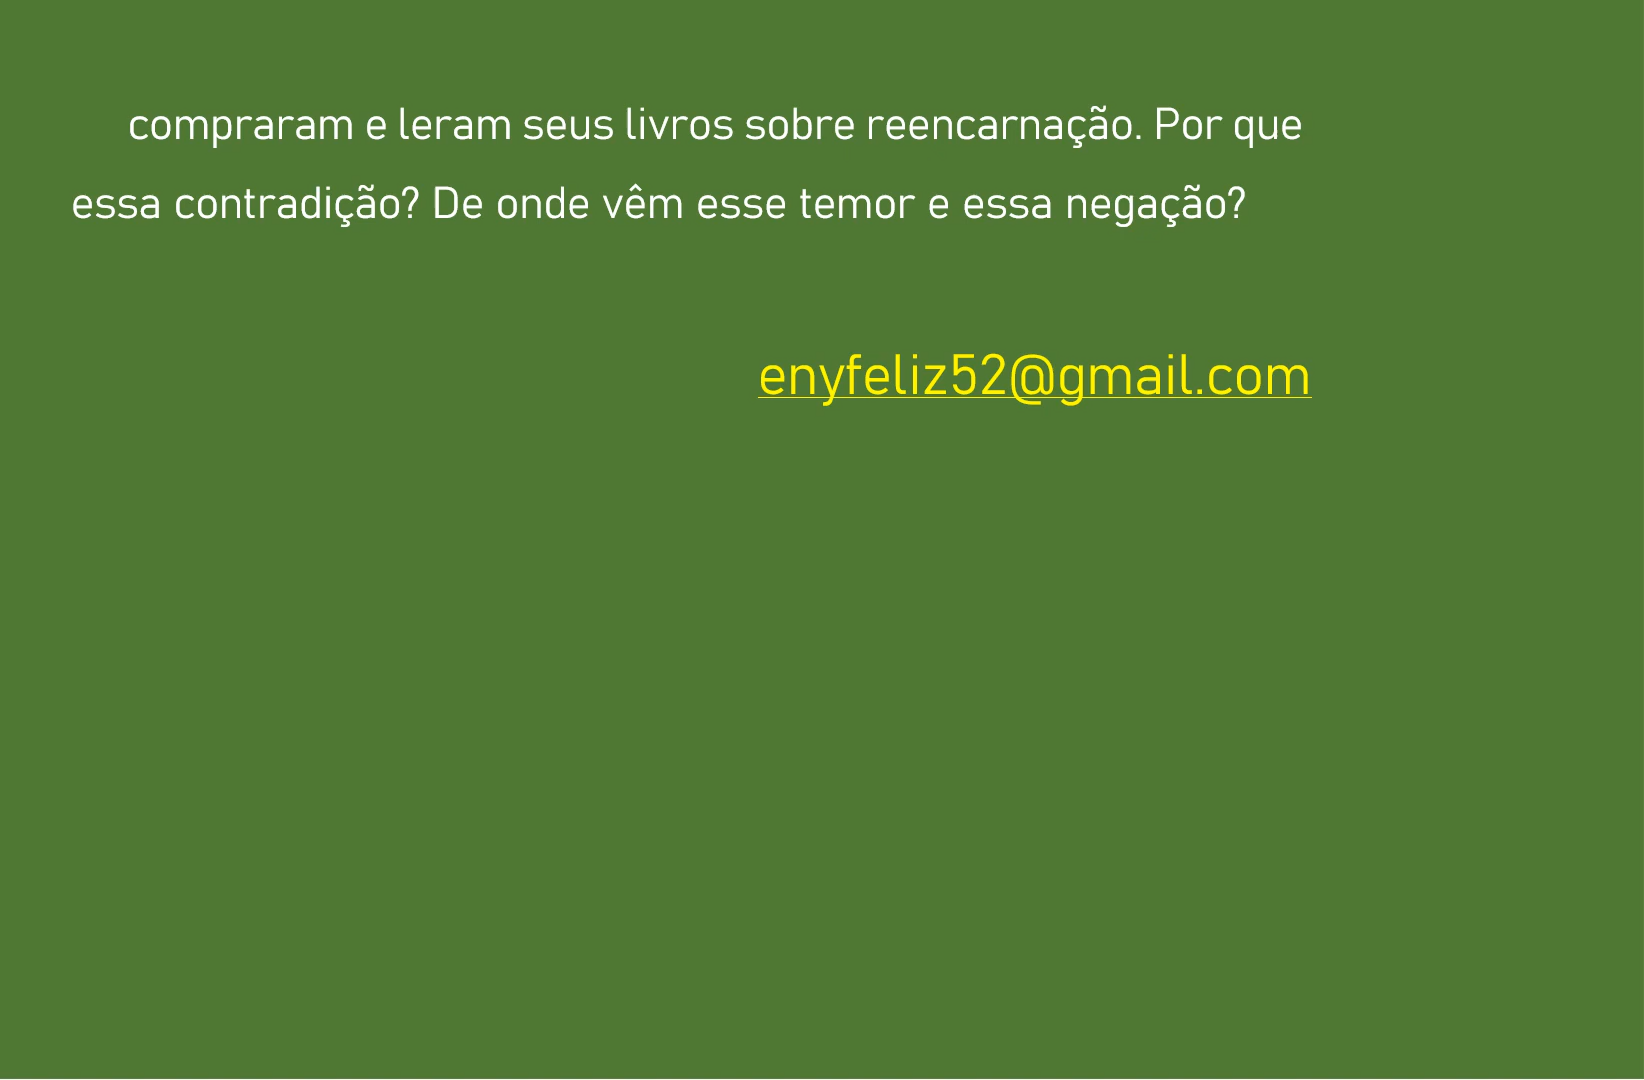 compraram e leram seus livros sobre reencarnação. Por que
essa contradição? De onde vêm esse temor e essa negação?
enyfeliz52@gmail.com